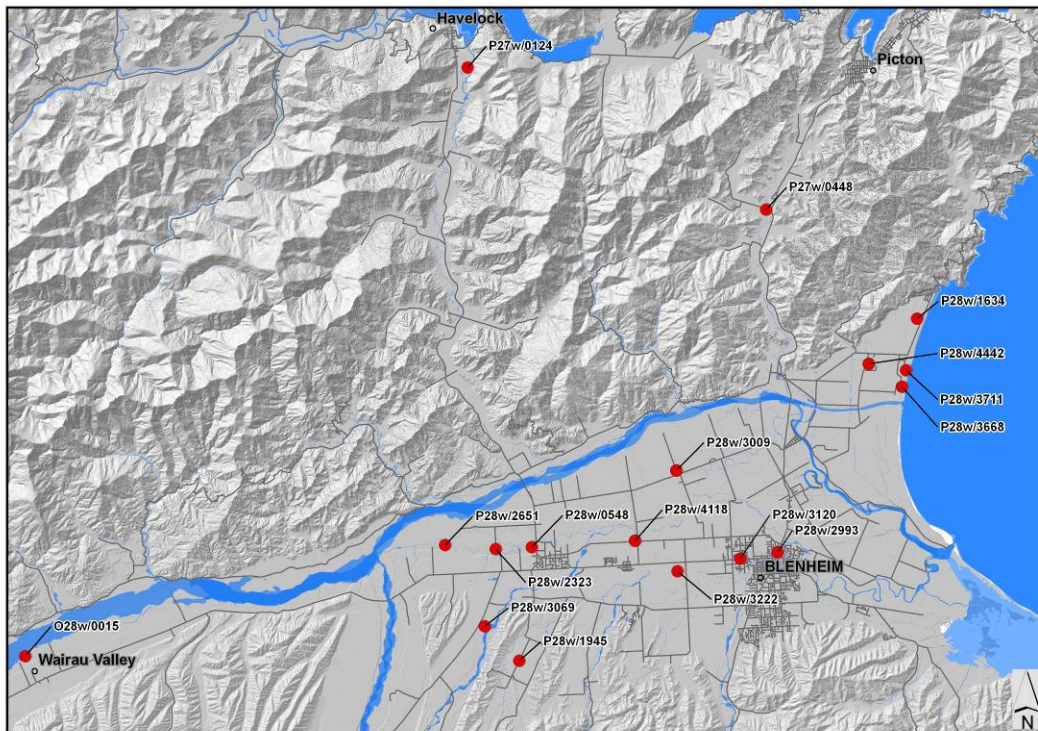 Havelock
P27w/0124
Picton
P27w/0448
P28w/1634
P28w/4442
P28w/3711
P28w/3668
P28w/3009
P28w/2651
P28w/0548
P28w/4118
P28w/3120
P28w/2993
P28w/2323
BLENHEIM
P28w/3222
P28w/3069
O28w/0015
Wairau Valley
P28w/1945
N